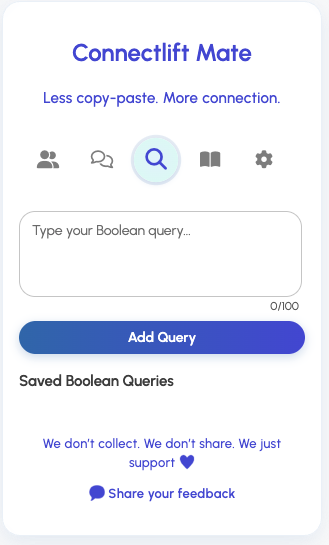 Connectlift Mate
Less copy-paste. More connection.
Type your Boolean query...
0/100
Add Query
Saved Boolean Queries
We don't collect. We don't share. We just
support 💙
Share your feedback